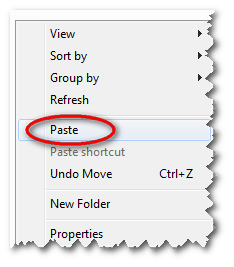 View
Sort by
Group by
Refresh
Paste
Paste shortcut
Undo Move Ctrl+Z
New Folder
Properties